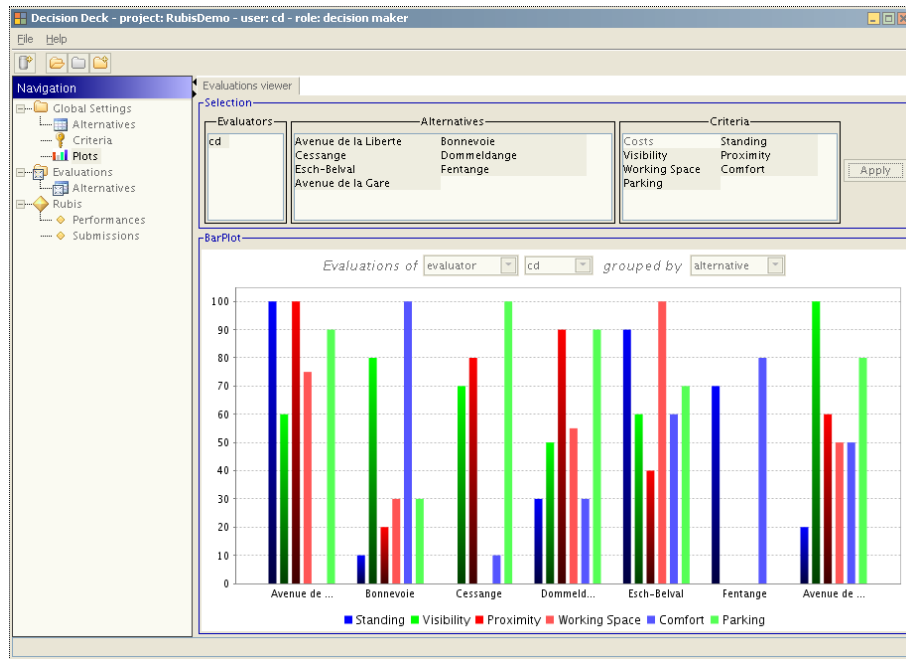 Decision Deck - project: RubisDemo - user: cd - role: decision maker
File Help
Navigation
Global Settings
Alternatives
Criteria
Plots
Evaluations
Alternatives
Rubis
Performances
Submissions
Evaluations viewer
Selection
Evaluators
cd
Alternatives
Avenue de la Liberte Bonnevoie
Cessange Dommeldange
Esch-Belval Fentange
Avenue de la Gare
Criteria
Costs Standing
Visibility Proximity
Working Space Comfort
Parking
Apply
BarPlot
Evaluations of evaluator cd grouped by alternative
100
90
80
70
60
50
40
30
20
10
0
Avenue de ... Bonnevoie Cessange Dommeld... Esch-Belval Fentange Avenue de ...
Standing Visibility Proximity Working Space Comfort Parking